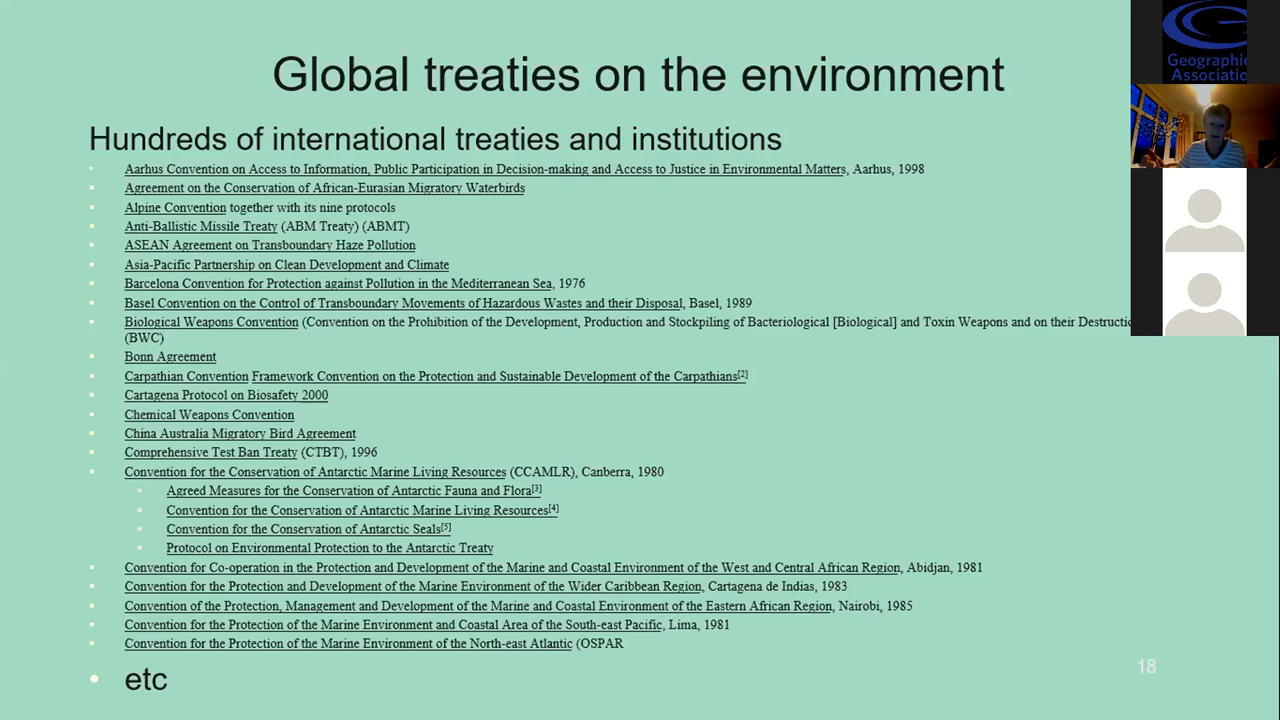 Global treaties on the environment
Hundreds of international treaties and institutions
Aarhus Convention on Access to Information, Public Participation in Decision-making and Access to Justice in Environmental Matters, Aarhus, 1998
Agreement on the Conservation of African-Eurasian Migratory Waterbirds
Alpine Convention together with its nine protocols
Anti-Ballistic Missile Treaty (ABM Treaty) (ABMT)
ASEAN Agreement on Transboundary Haze Pollution
Asia-Pacific Partnership on Clean Development and Climate
Barcelona Convention for Protection against Pollution in the Mediterranean Sea, 1976
Basel Convention on the Control of Transboundary Movements of Hazardous Wastes and their Disposal, Basel, 1989
Biological Weapons Convention (Convention on the Prohibition of the Development, Production and Stockpiling of Bacteriological [Biological] and Toxin Weapons and on their Destructio
(BWC)
Bonn Agreement
Carpathian Convention Framework Convention on the Protection and Sustainable Development of the Carpathians[2]
Cartagena Protocol on Biosafety 2000
Chemical Weapons Convention
China Australia Migratory Bird Agreement
Comprehensive Test Ban Treaty (CTBT), 1996
Convention for the Conservation of Antarctic Marine Living Resources (CCAMLR), Canberra, 1980
Agreed Measures for the Conservation of Antarctic Fauna and Flora[3]
Convention for the Conservation of Antarctic Marine Living Resources[4]
Convention for the Conservation of Antarctic Seals[5]
Protocol on Environmental Protection to the Antarctic Treaty
Convention for Co-operation in the Protection and Development of the Marine and Coastal Environment of the West and Central African Region, Abidjan, 1981
Convention for the Protection and Development of the Marine Environment of the Wider Caribbean Region, Cartagena de Indias, 1983
Convention of the Protection, Management and Development of the Marine and Coastal Environment of the Eastern African Region, Nairobi, 1985
Convention for the Protection of the Marine Environment and Coastal Area of the South-east Pacific, Lima, 1981
Convention for the Protection of the Marine Environment of the North-east Atlantic (OSPAR
etc
18
Geographic
Associatio